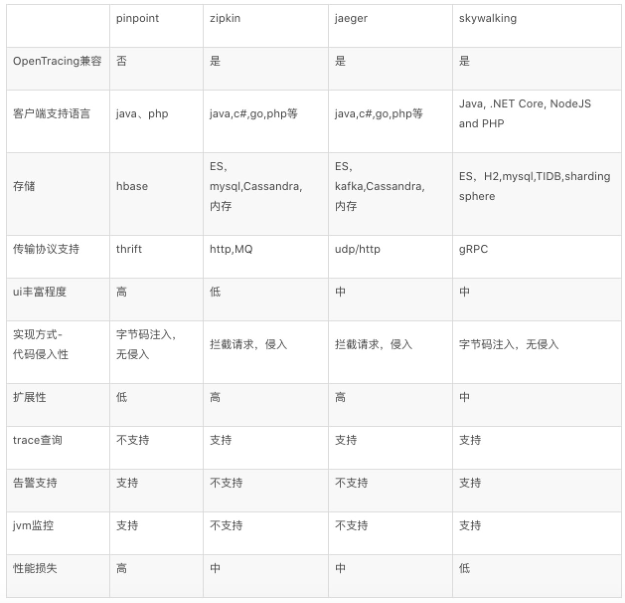 pinpoint zipkin jaeger skywalking
OpenTracing兼容 否 是 是 是
客户端支持语言 java、php java,c#,go,php等 java,c#,go,php等 Java, .NET Core, NodeJS
and PHP
存储 hbase ES,
mysql,Cassandra,
内存 ES,
kafka,Cassandra,
内存 ES，H2,mysql,TIDB,sharding
sphere
传输协议支持 thrift http,MQ udp/http gRPC
ui丰富程度 高 低 中 中
实现方式-
代码侵入性 字节码注入，
无侵入 拦截请求，侵入 拦截请求，侵入 字节码注入，无侵入
扩展性 低 高 高 中
trace查询 不支持 支持 支持 支持
告警支持 支持 不支持 不支持 支持
jvm监控 支持 不支持 不支持 支持
性能损失 高 中 中 低